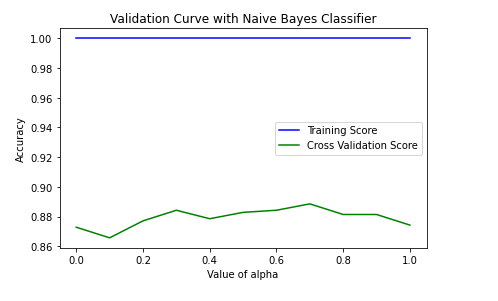 Validation Curve with Naive Bayes Classifier
1.00
0.98
0.96
0.94
0.92
0.90
0.88
0.86
Accuracy
Training Score
Cross Validation Score
0.0 0.2 0.4 0.6 0.8 1.0
Value of alpha